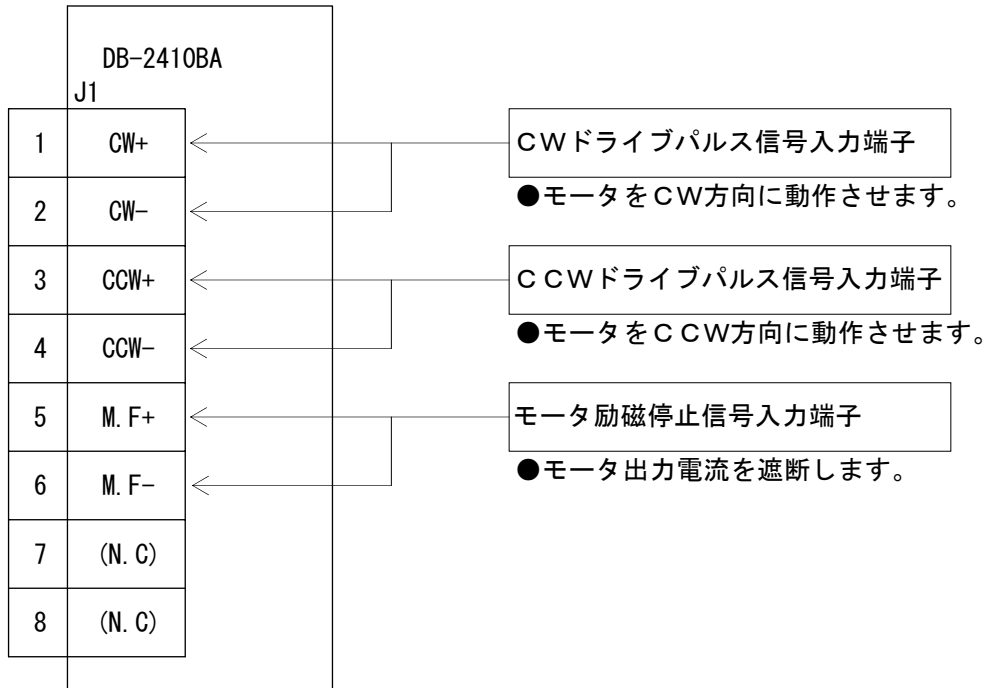 DB-2410BA
J1
1 CW+
CWドライブパルス信号入力端子
2 CW-
●モータをCW方向に動作させます。
3 CCW+
CCWドライブパルス信号入力端子
4 CCW-
●モータをCCW方向に動作させます。
5 M.F+
モータ励磁停止信号入力端子
6 M.F-
●モータ出力電流を遮断します。
7 (N.C)
8 (N.C)